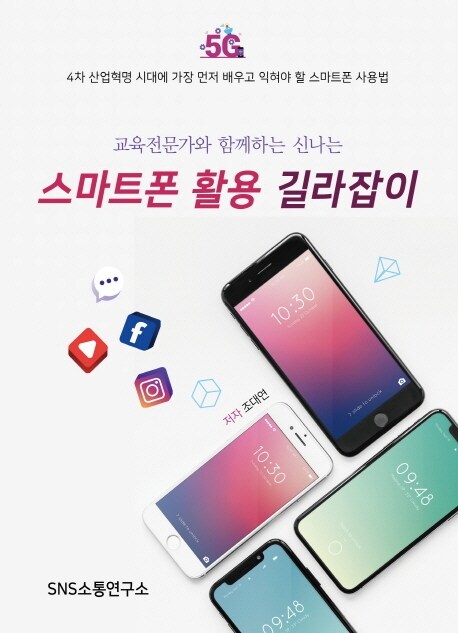 5G
4차 산업혁명 시대에 가장 먼저 배우고 익혀야 할 스마트폰 사용법
교육전문가와 함께하는 신나는
스마트폰 활용 길라잡이
10:30
저자 조대연
10:30
09:48
09:48
SNS소통연구소